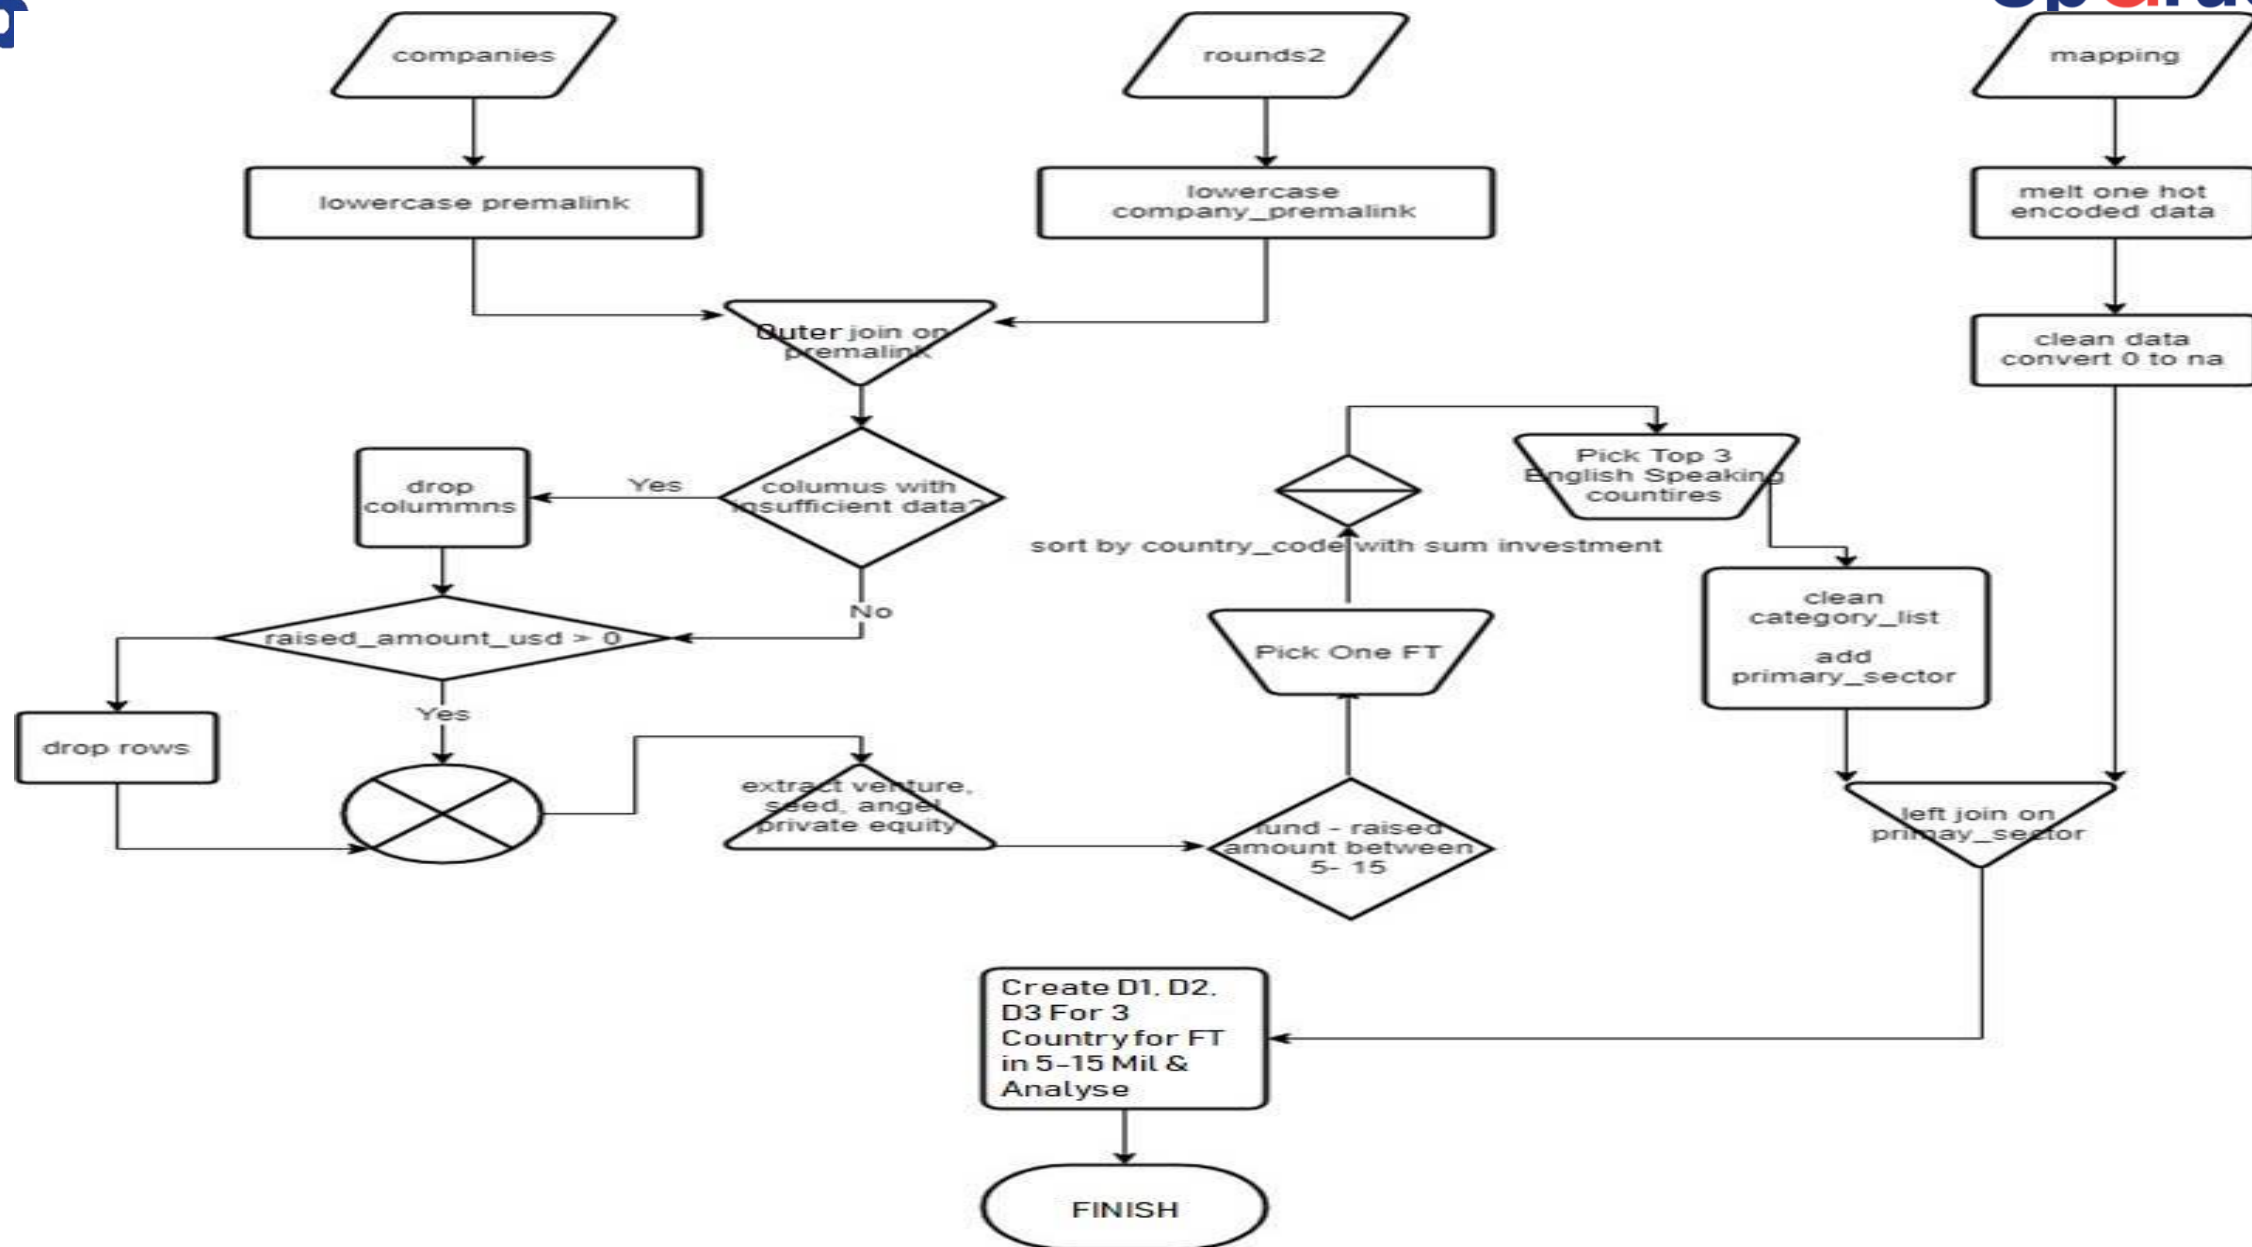 companies
rounds2
mapping
lowercase premalink
lowercase
company_premalink
melt one hot
encoded data
Outer join on
premalink
clean data
convert 0 to na
drop
colummns
Yes
columus with
insufficient data?
Pick Top 3
English Speaking
countires
sort by country_code with sum investment
No
raised_amount_usd > 0
Pick One FT
clean
category_list
add
primary_sector
Yes
drop rows
extract venture,
seed, angel,
private equity
fund - raised
amount between
5- 15
left join on
primay_sector
Create D1, D2,
D3 For 3
Country for FT
in 5-15 Mil &
Analyse
FINISH